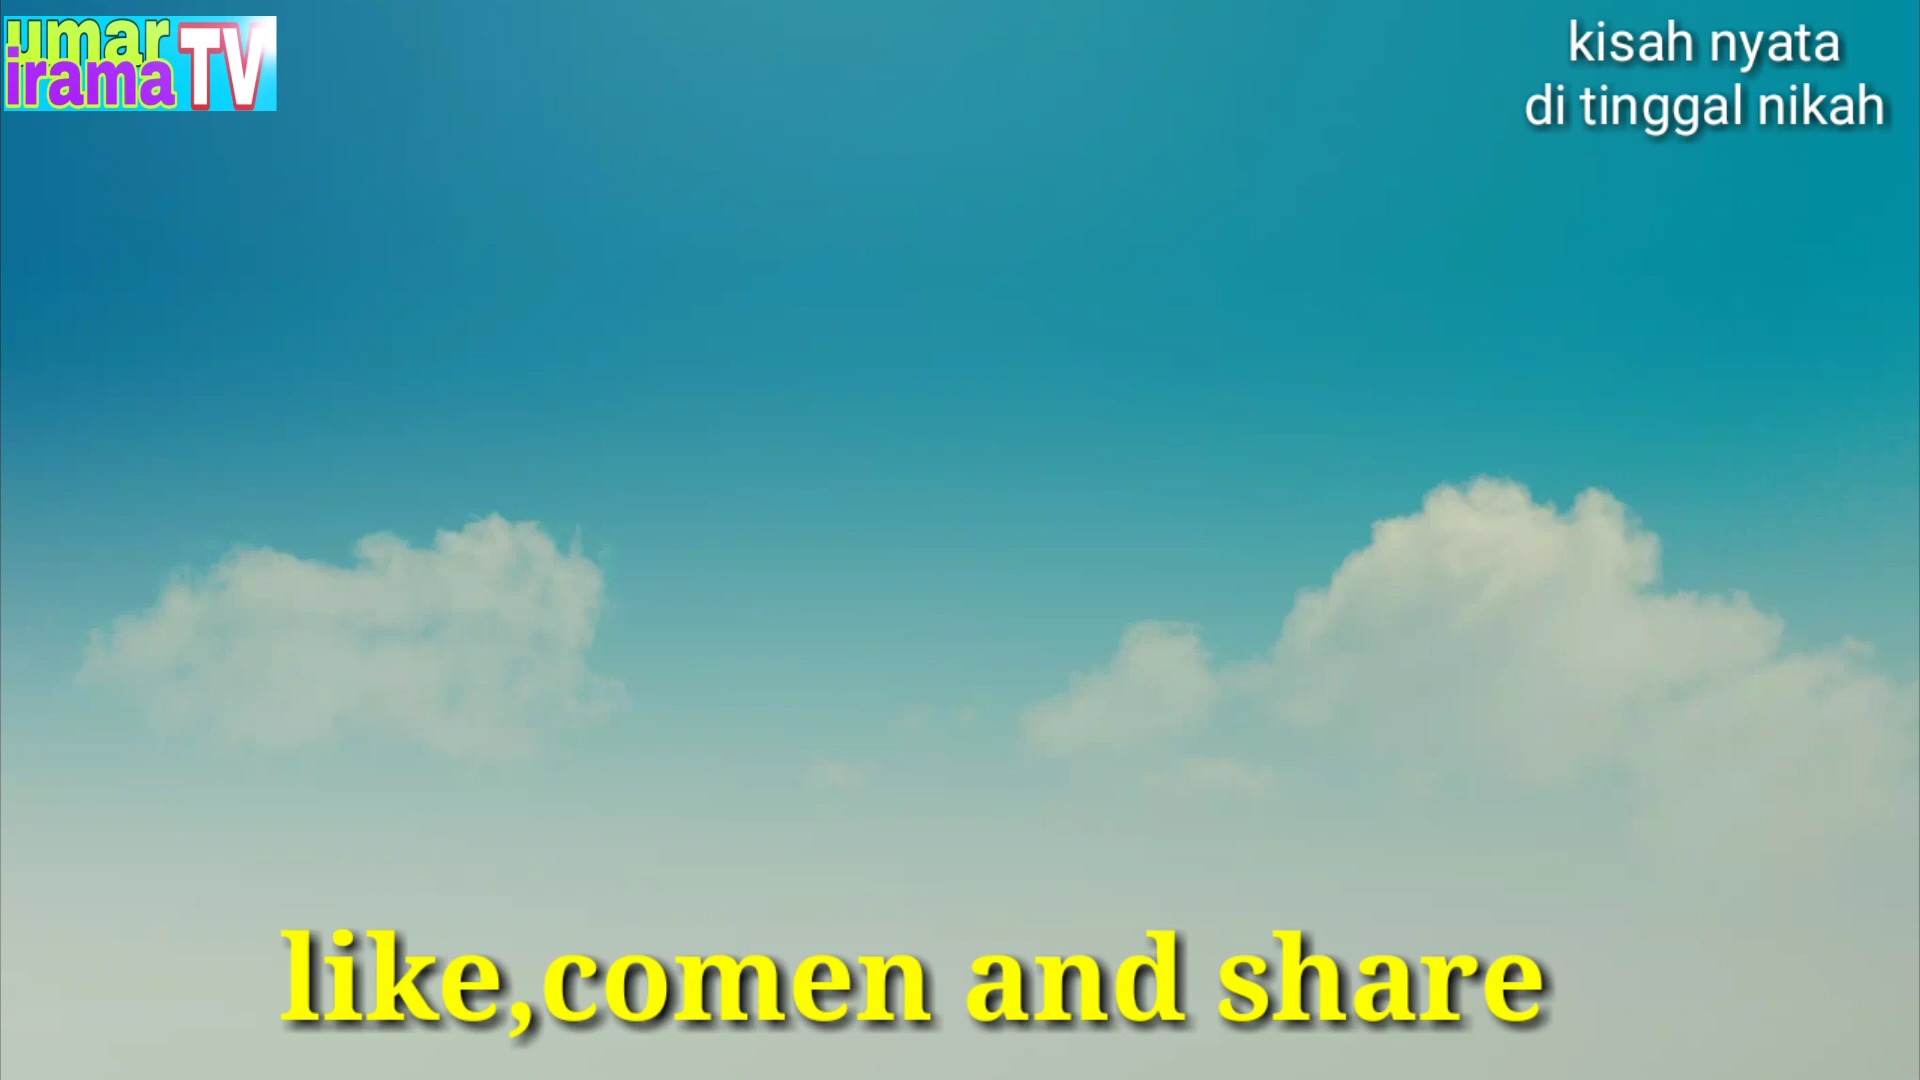 umar
irama TV
kisah nyata
di tinggal nikah
like,comen and share